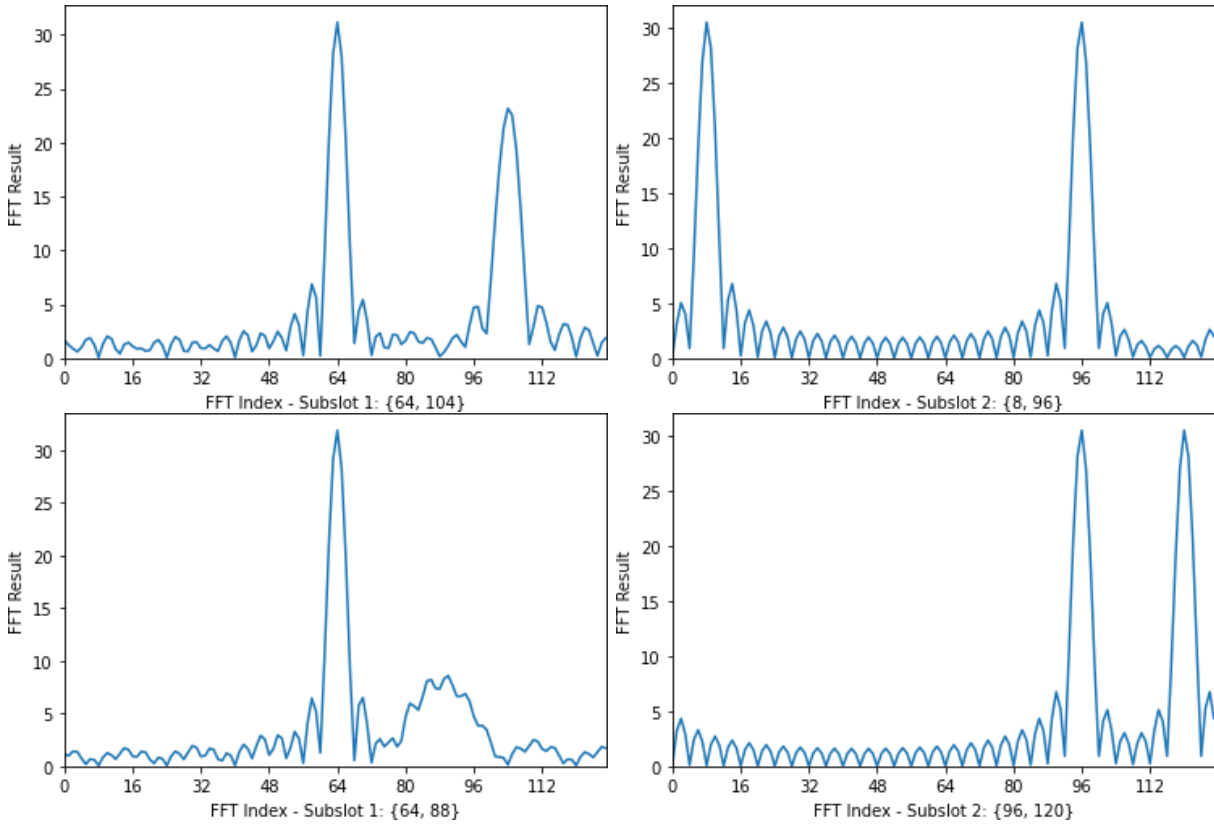 30
25
20
15
10
5
0
FFT Result
0 16 32 48 64 80 96 112
FFT Index - Subslot 1: {64, 104}
30
25
20
15
10
5
0
FFT Result
0 16 32 48 64 80 96 112
FFT Index - Subslot 2: {8, 96}
30
25
20
15
10
5
0
FFT Result
0 16 32 48 64 80 96 112
FFT Index - Subslot 1: {64, 88}
30
25
20
15
10
5
0
FFT Result
0 16 32 48 64 80 96 112
FFT Index - Subslot 2: {96, 120}